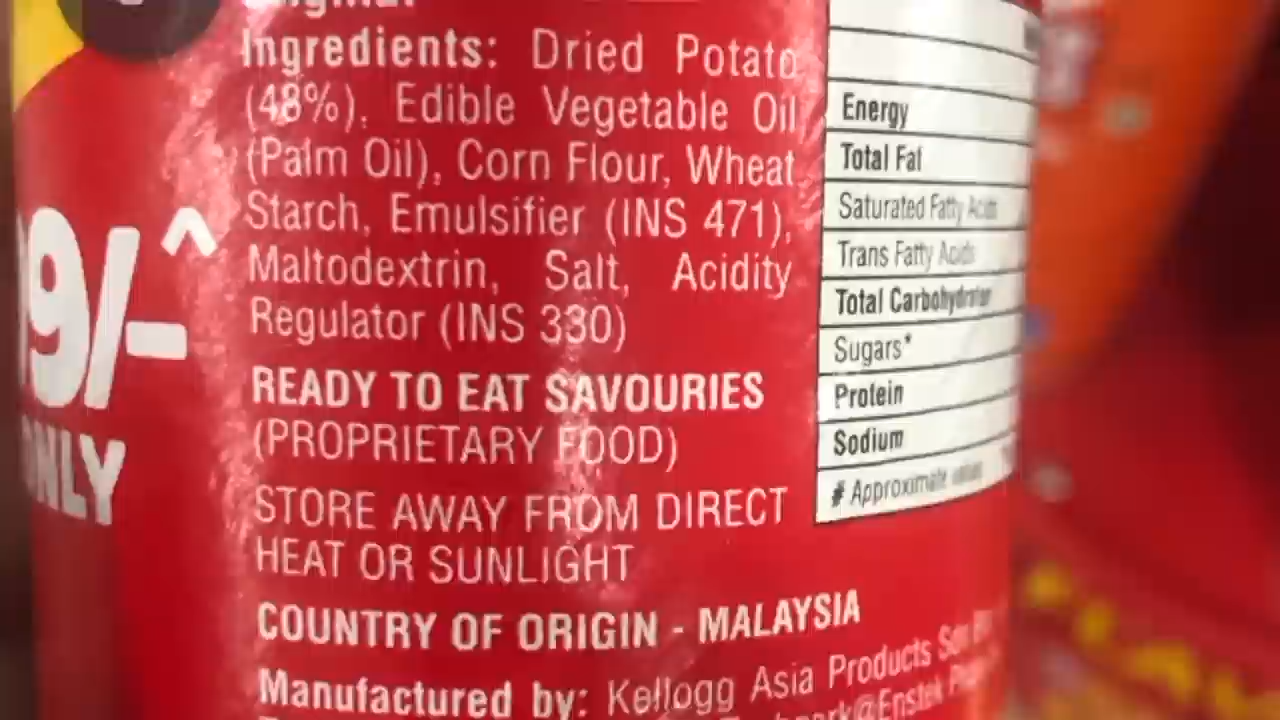 Ingredients: Dried Potato
(48%), Edible Vegetable Oil
(Palm Oil), Corn Flour, Wheat
Starch, Emulsifier (INS 471),
Maltodextrin, Salt, Acidity
Regulator (INS 330)
READY TO EAT SAVOURIES
(PROPRIETARY FOOD)
STORE AWAY FROM DIRECT
HEAT OR SUNLIGHT
COUNTRY OF ORIGIN - MALAYSIA
Manufactured by: Kellogg Asia Products
9/-^
ONLY
Energy
Total Fat
Saturated Fatty Acids
Trans Fatty Acids
Total Carbohydrates
Sugars*
Protein
Sodium
# Approximate values